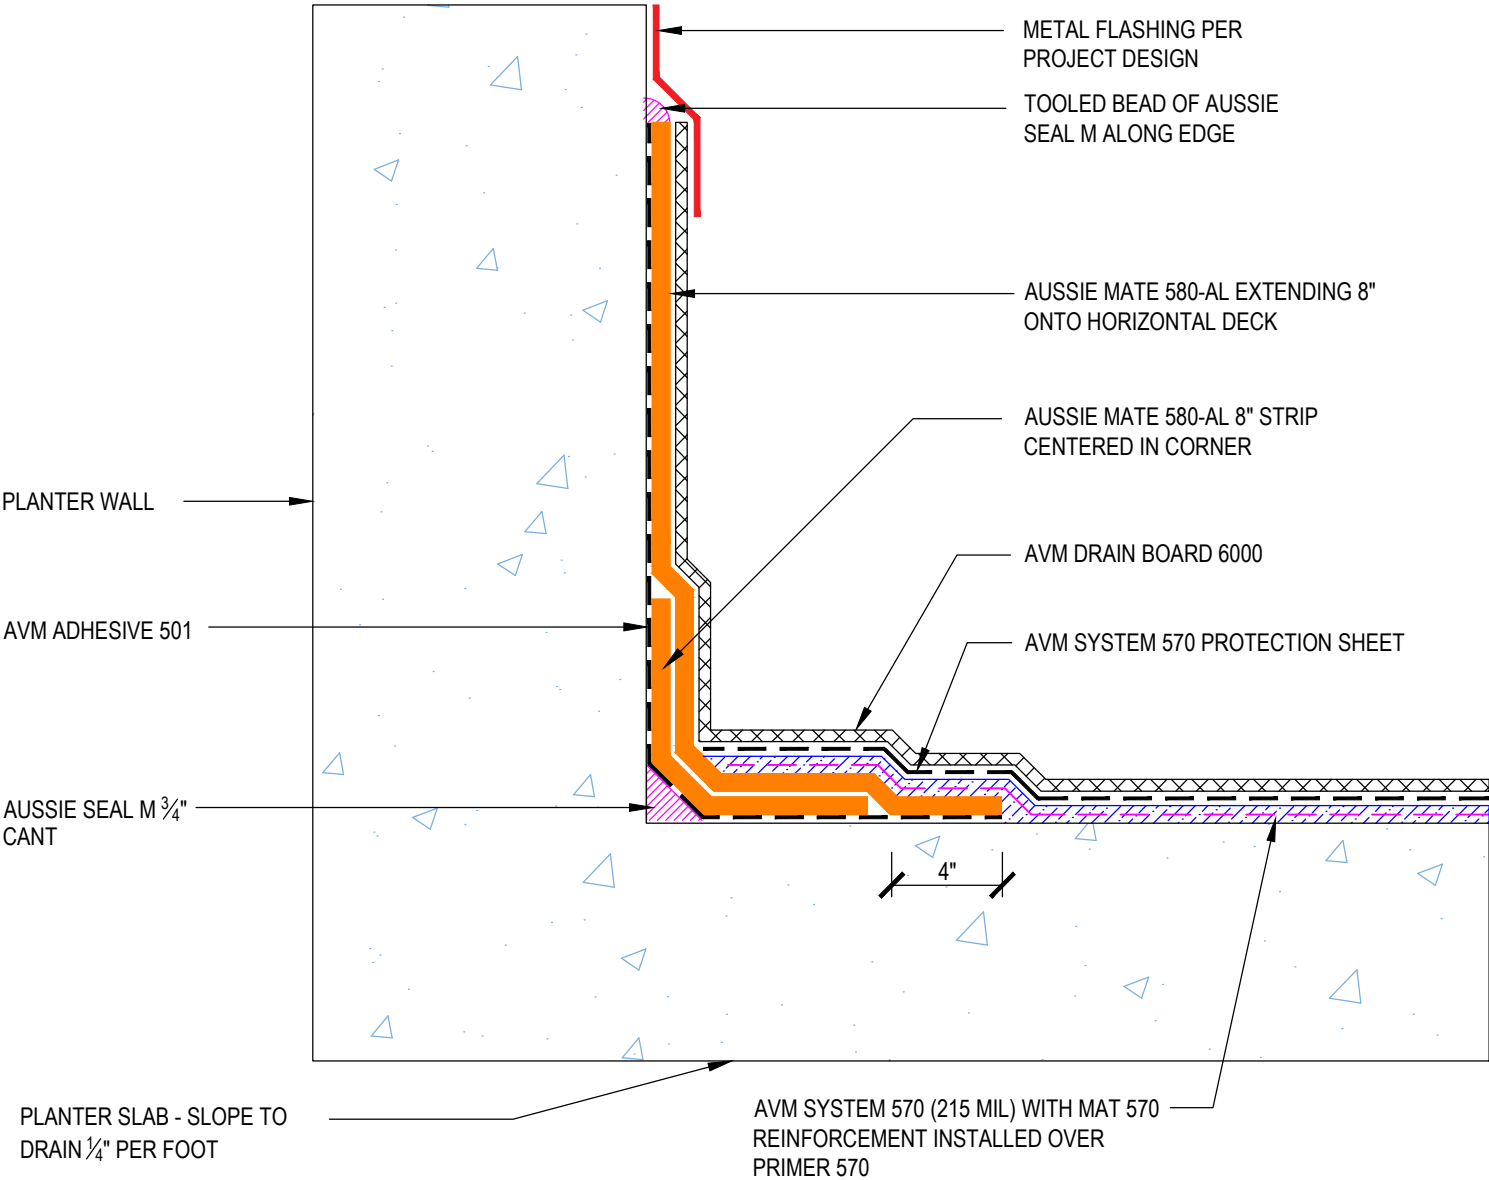 METAL FLASHING PER
PROJECT DESIGN
TOOLED BEAD OF AUSSIE
SEAL M ALONG EDGE
AUSSIE MATE 580-AL EXTENDING 8"
ONTO HORIZONTAL DECK
AUSSIE MATE 580-AL 8" STRIP
CENTERED IN CORNER
PLANTER WALL
AVM DRAIN BOARD 6000
AVM ADHESIVE 501
AVM SYSTEM 570 PROTECTION SHEET
AUSSIE SEAL M 3/4"
CANT
4"
PLANTER SLAB - SLOPE TO
DRAIN 1/4" PER FOOT
AVM SYSTEM 570 (215 MIL) WITH MAT 570
REINFORCEMENT INSTALLED OVER
PRIMER 570